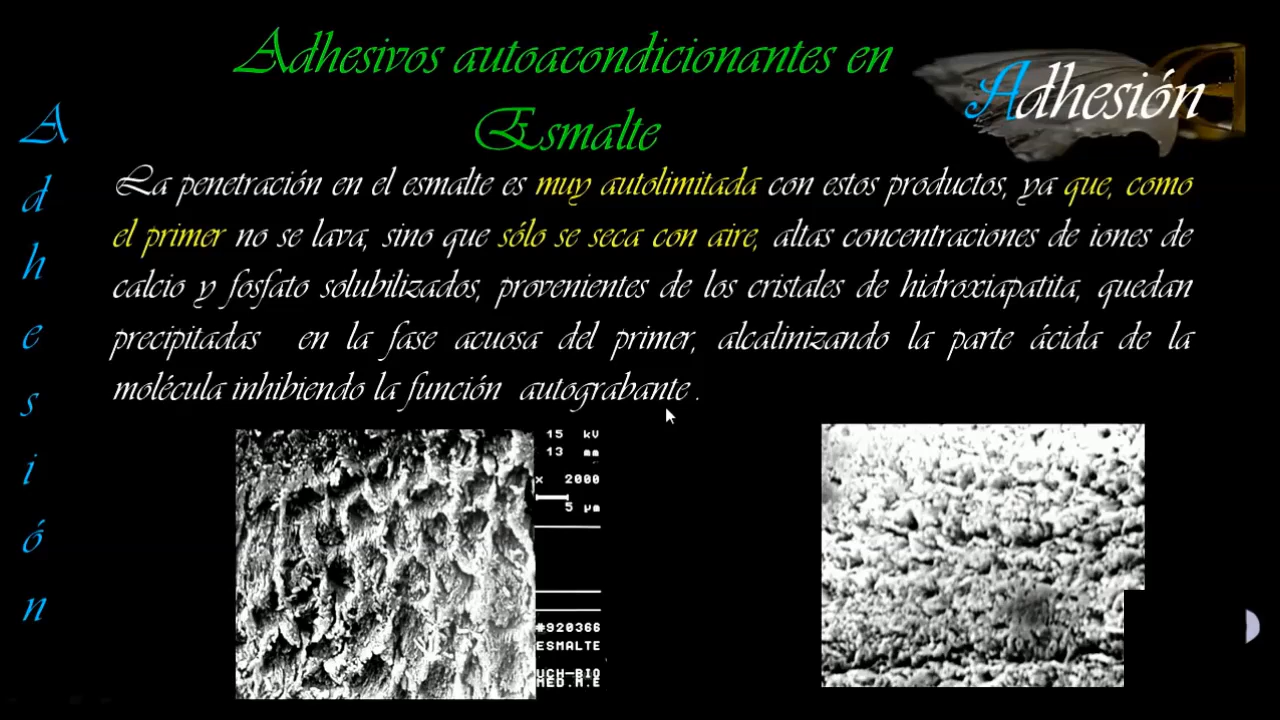 Adhesivos autoacondicionantes en
Esmalte
Adhesión
A
d
h
e
s
i
ó
n
La penetración en el esmalte es muy autolimitada con estos productos, ya que, como
el primer no se lava, sino que sólo se seca con aire, altas concentraciones de iones de
calcio y fosfato solubilizados, provenientes de los cristales de hidroxiapatita, quedan
precipitadas en la fase acuosa del primer, alcalinizando la parte ácida de la
molécula inhibiendo la función autograbante .
15 kV
13 mm
x 2000
5 µm
#920366
ESMALTE
UCH-BIO
MED.M.E